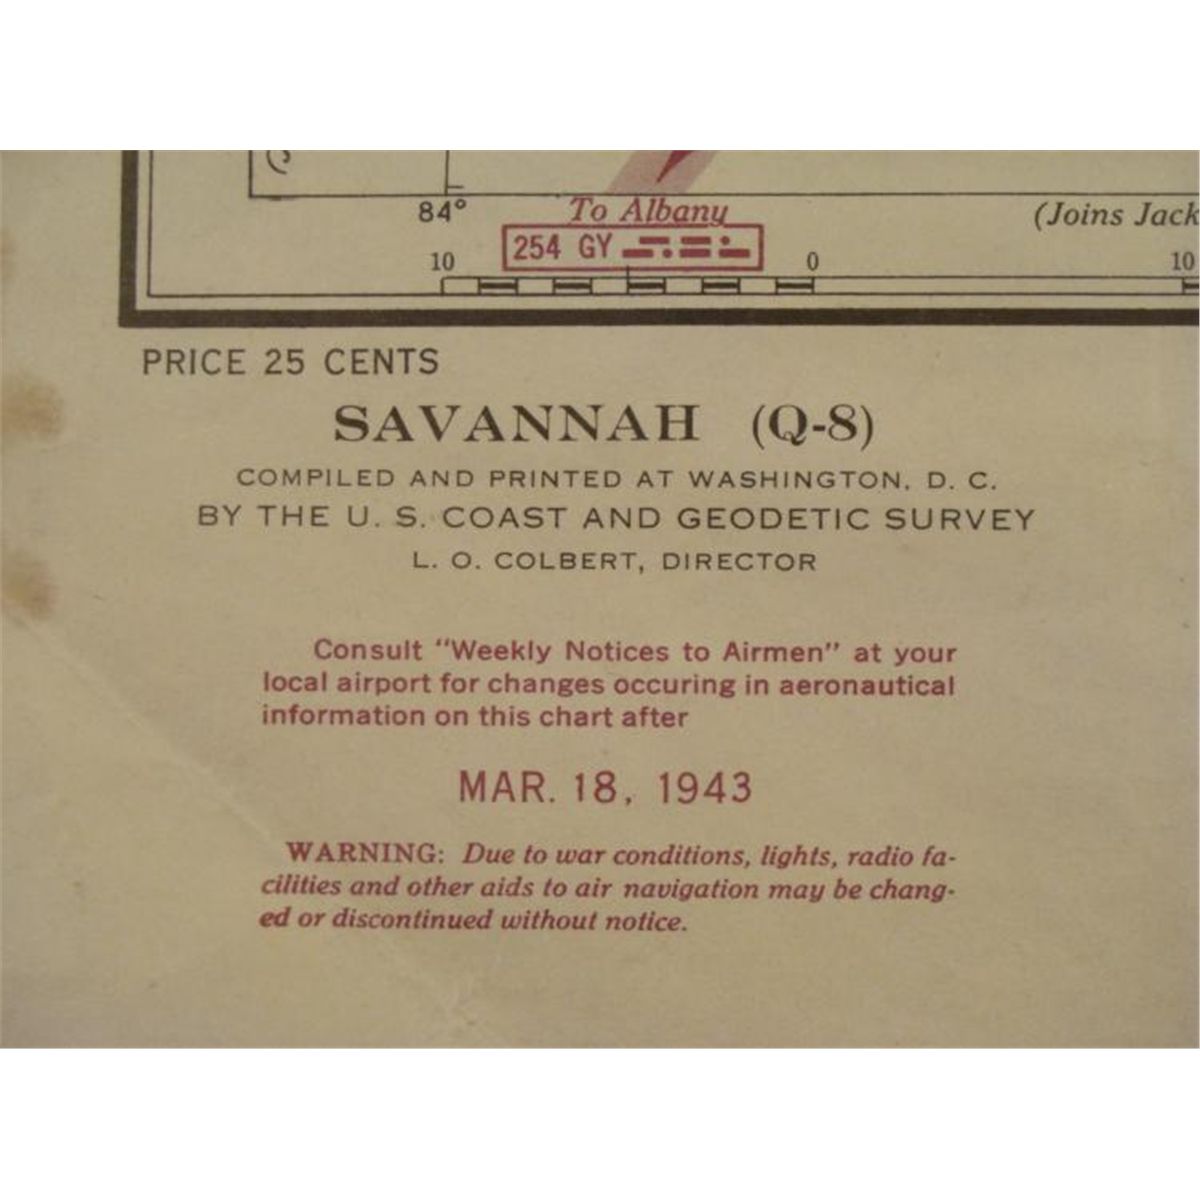 84°
To Albany
(Joins Jack
254 GY
10 0 10
PRICE 25 CENTS
SAVANNAH (Q-8)
COMPILED AND PRINTED AT WASHINGTON, D. C.
BY THE U. S. COAST AND GEODETIC SURVEY
L. O. COLBERT, DIRECTOR
Consult "Weekly Notices to Airmen" at your
local airport for changes occuring in aeronautical
information on this chart after
MAR. 18, 1943
WARNING: Due to war conditions, lights, radio fa-
cilities and other aids to air navigation may be chang-
ed or discontinued without notice.